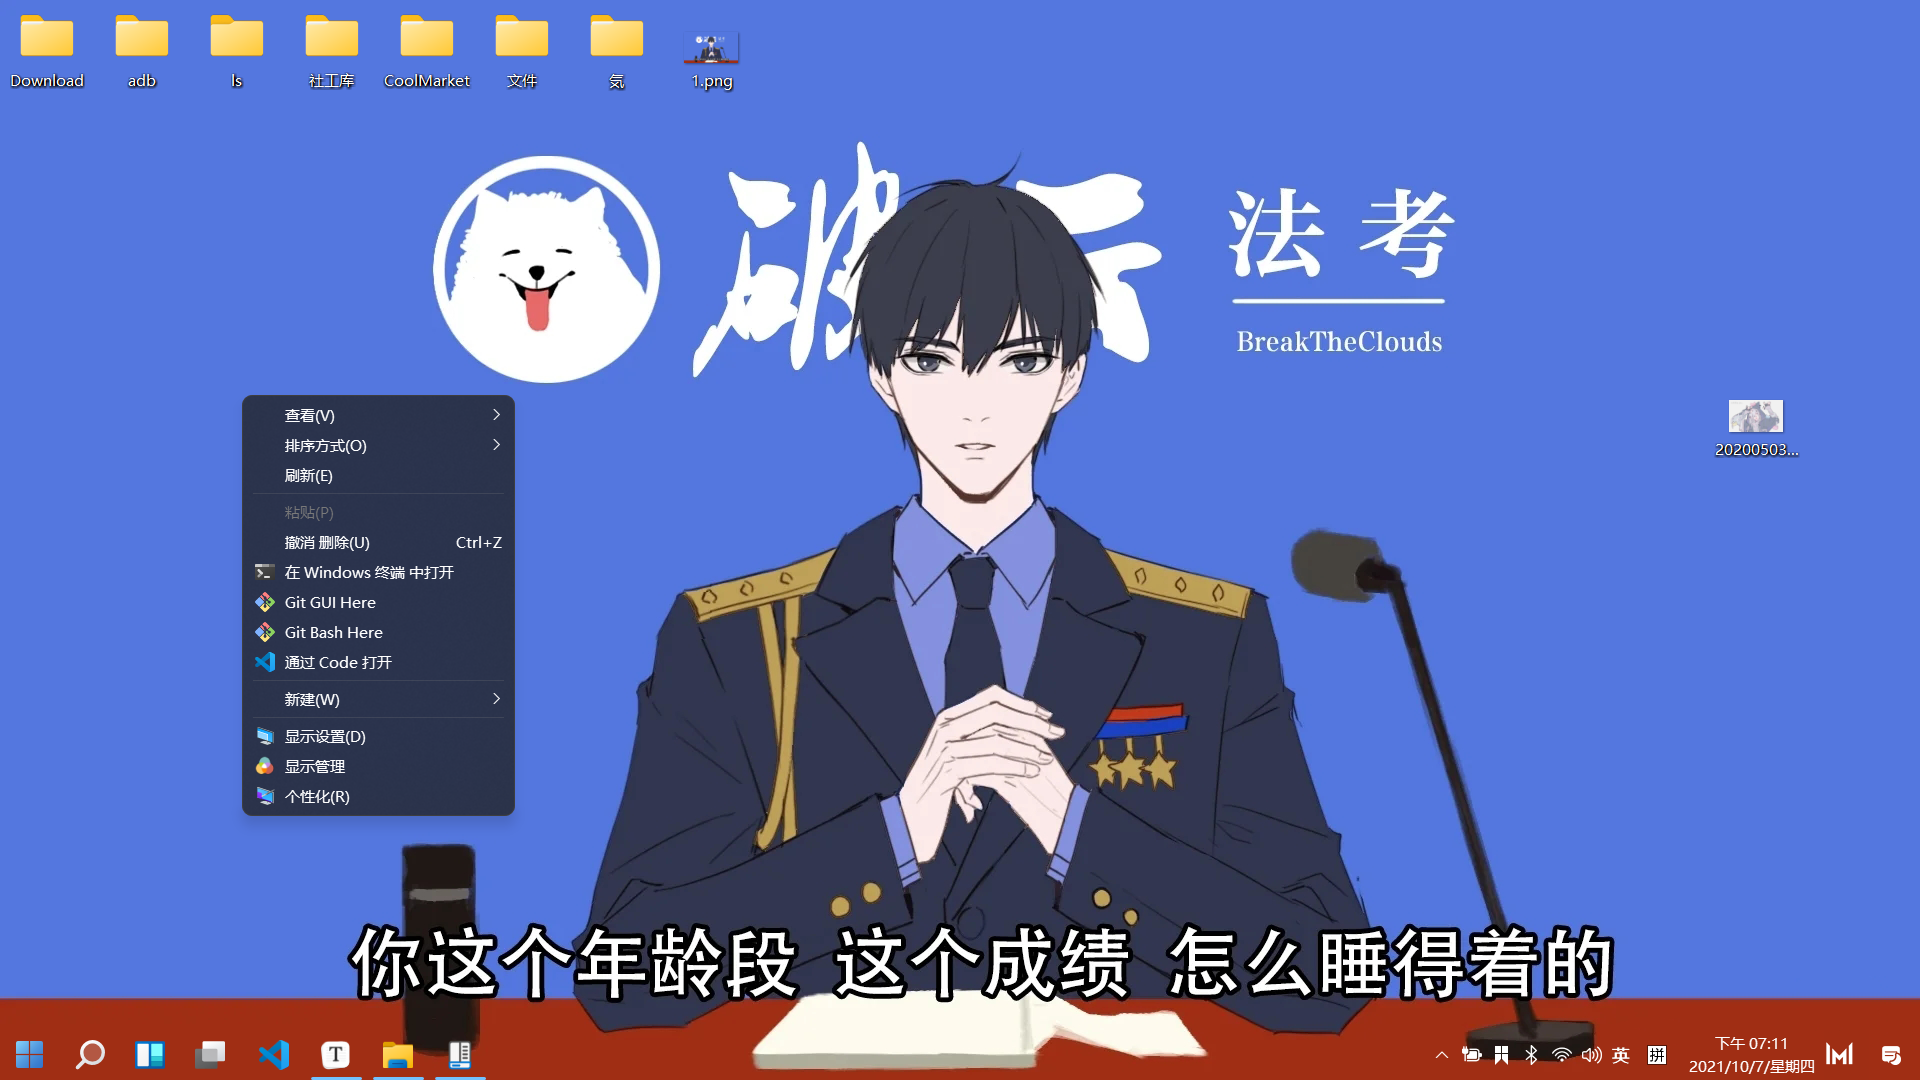 Download
adb
ls
社工库
CoolMarket
文件
気
1.png
法考
BreakTheClouds
20200503...
查看(V)
排序方式(O)
刷新(E)
粘贴(P)
撤消 删除(U) Ctrl+Z
在 Windows 终端 中打开
Git GUI Here
Git Bash Here
通过 Code 打开
新建(W)
显示设置(D)
显示管理
个性化(R)
你这个年龄段 这个成绩 怎么睡得着的
T
英
拼
下午 07:11
2021/10/7/星期四